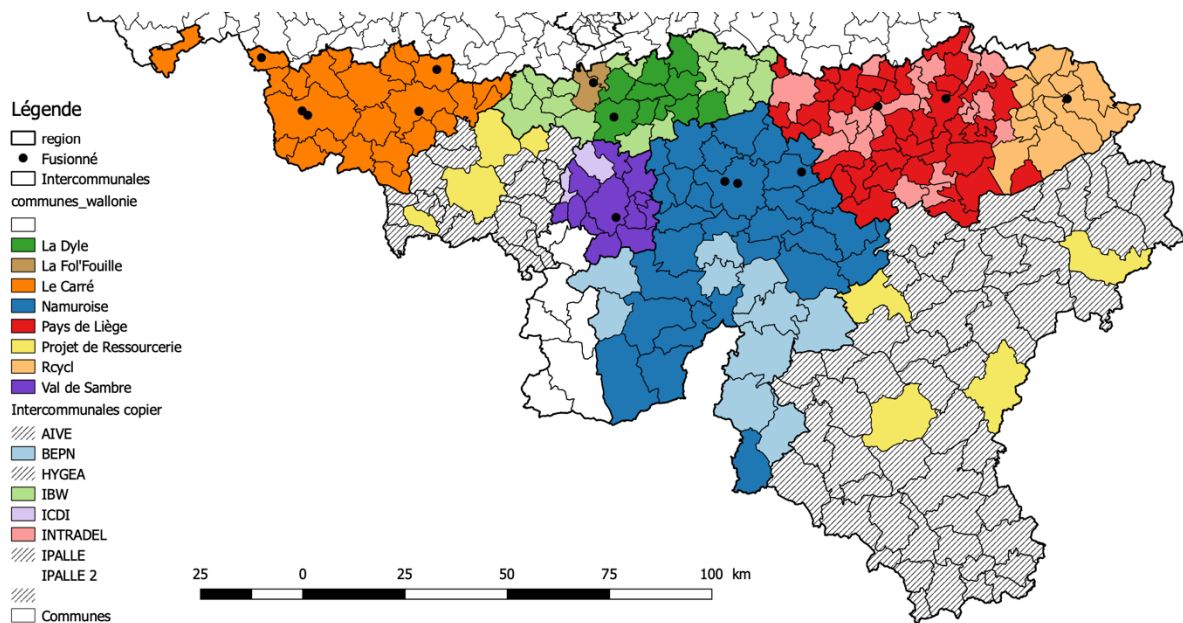 Légende
region
Fusionné
Intercommunales
communes_wallonie
La Dyle
La Fol'Fouille
Le Carré
Namuroise
Pays de Liège
Projet de Ressourcerie
Rcycl
Val de Sambre
Intercommunales copier
AIVE
BEPN
HYGEA
IBW
ICDI
INTRADEL
IPALLE
IPALLE 2
Communes
25 0 25 50 75 100 km